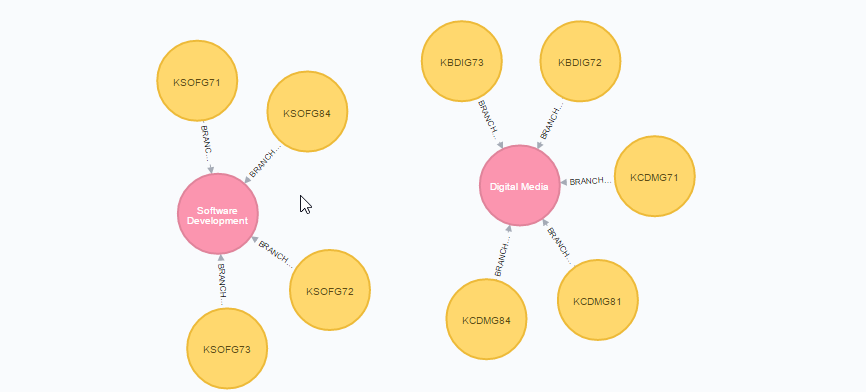 KSOFG71
KSOFG84
BRANC...
BRANCH...
Software
Development
BRANCH...
BRANCH...
KSOFG72
KSOFG73
KBDIG73
KBDIG72
BRANCH...
BRANCH...
Digital Media
BRANCH...
KCDMG71
BRANCH...
BRANCH...
KCDMG84
KCDMG81